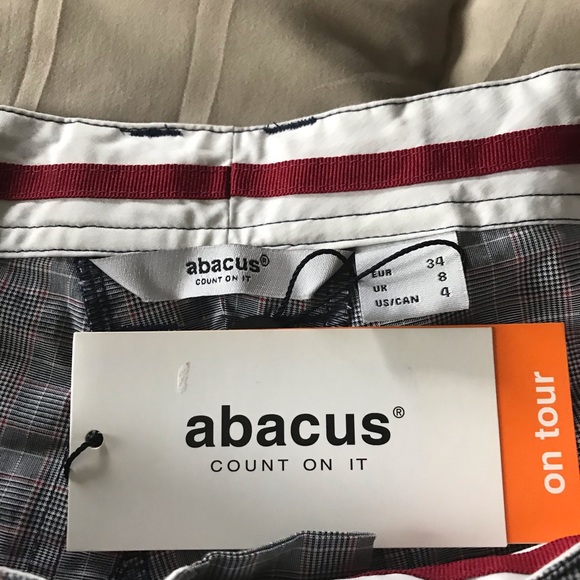 abacus®
COUNT ON IT
EUR 34
UK 8
US/CAN 4
abacus®
COUNT ON IT
on tour